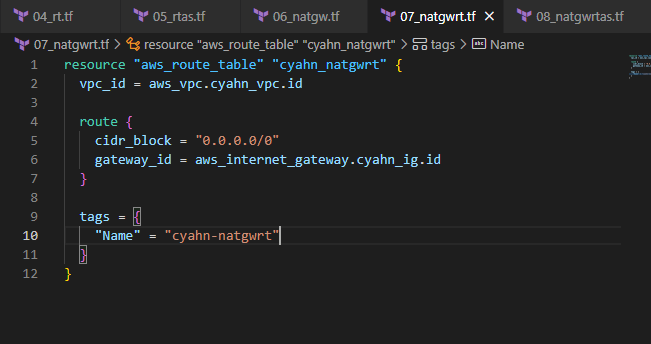 04_rt.tf 05_rtas.tf 06_natgw.tf 07_natgwrt.tf 08_natgwrtas.tf
07_natgwrt.tf > resource "aws_route_table" "cyahn_natgwrt" > tags > abc Name
1 resource "aws_route_table" "cyahn_natgwrt" {
2   vpc_id = aws_vpc.cyahn_vpc.id
3
4   route {
5     cidr_block = "0.0.0.0/0"
6     gateway_id = aws_internet_gateway.cyahn_ig.id
7   }
8
9   tags = {
10     "Name" = "cyahn-natgwrt"
11   }
12 }